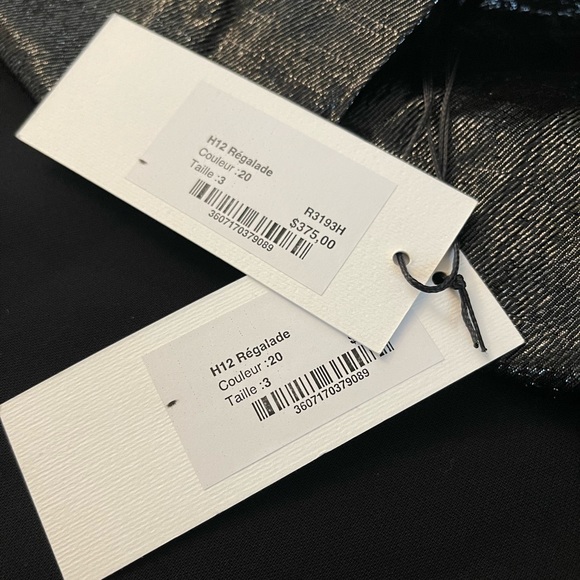 H12 Régalade
Couleur :20
Taille :3
R3193H
$375,00
3607170379089
H12 Régalade
Couleur :20
Taille :3
3607170379089